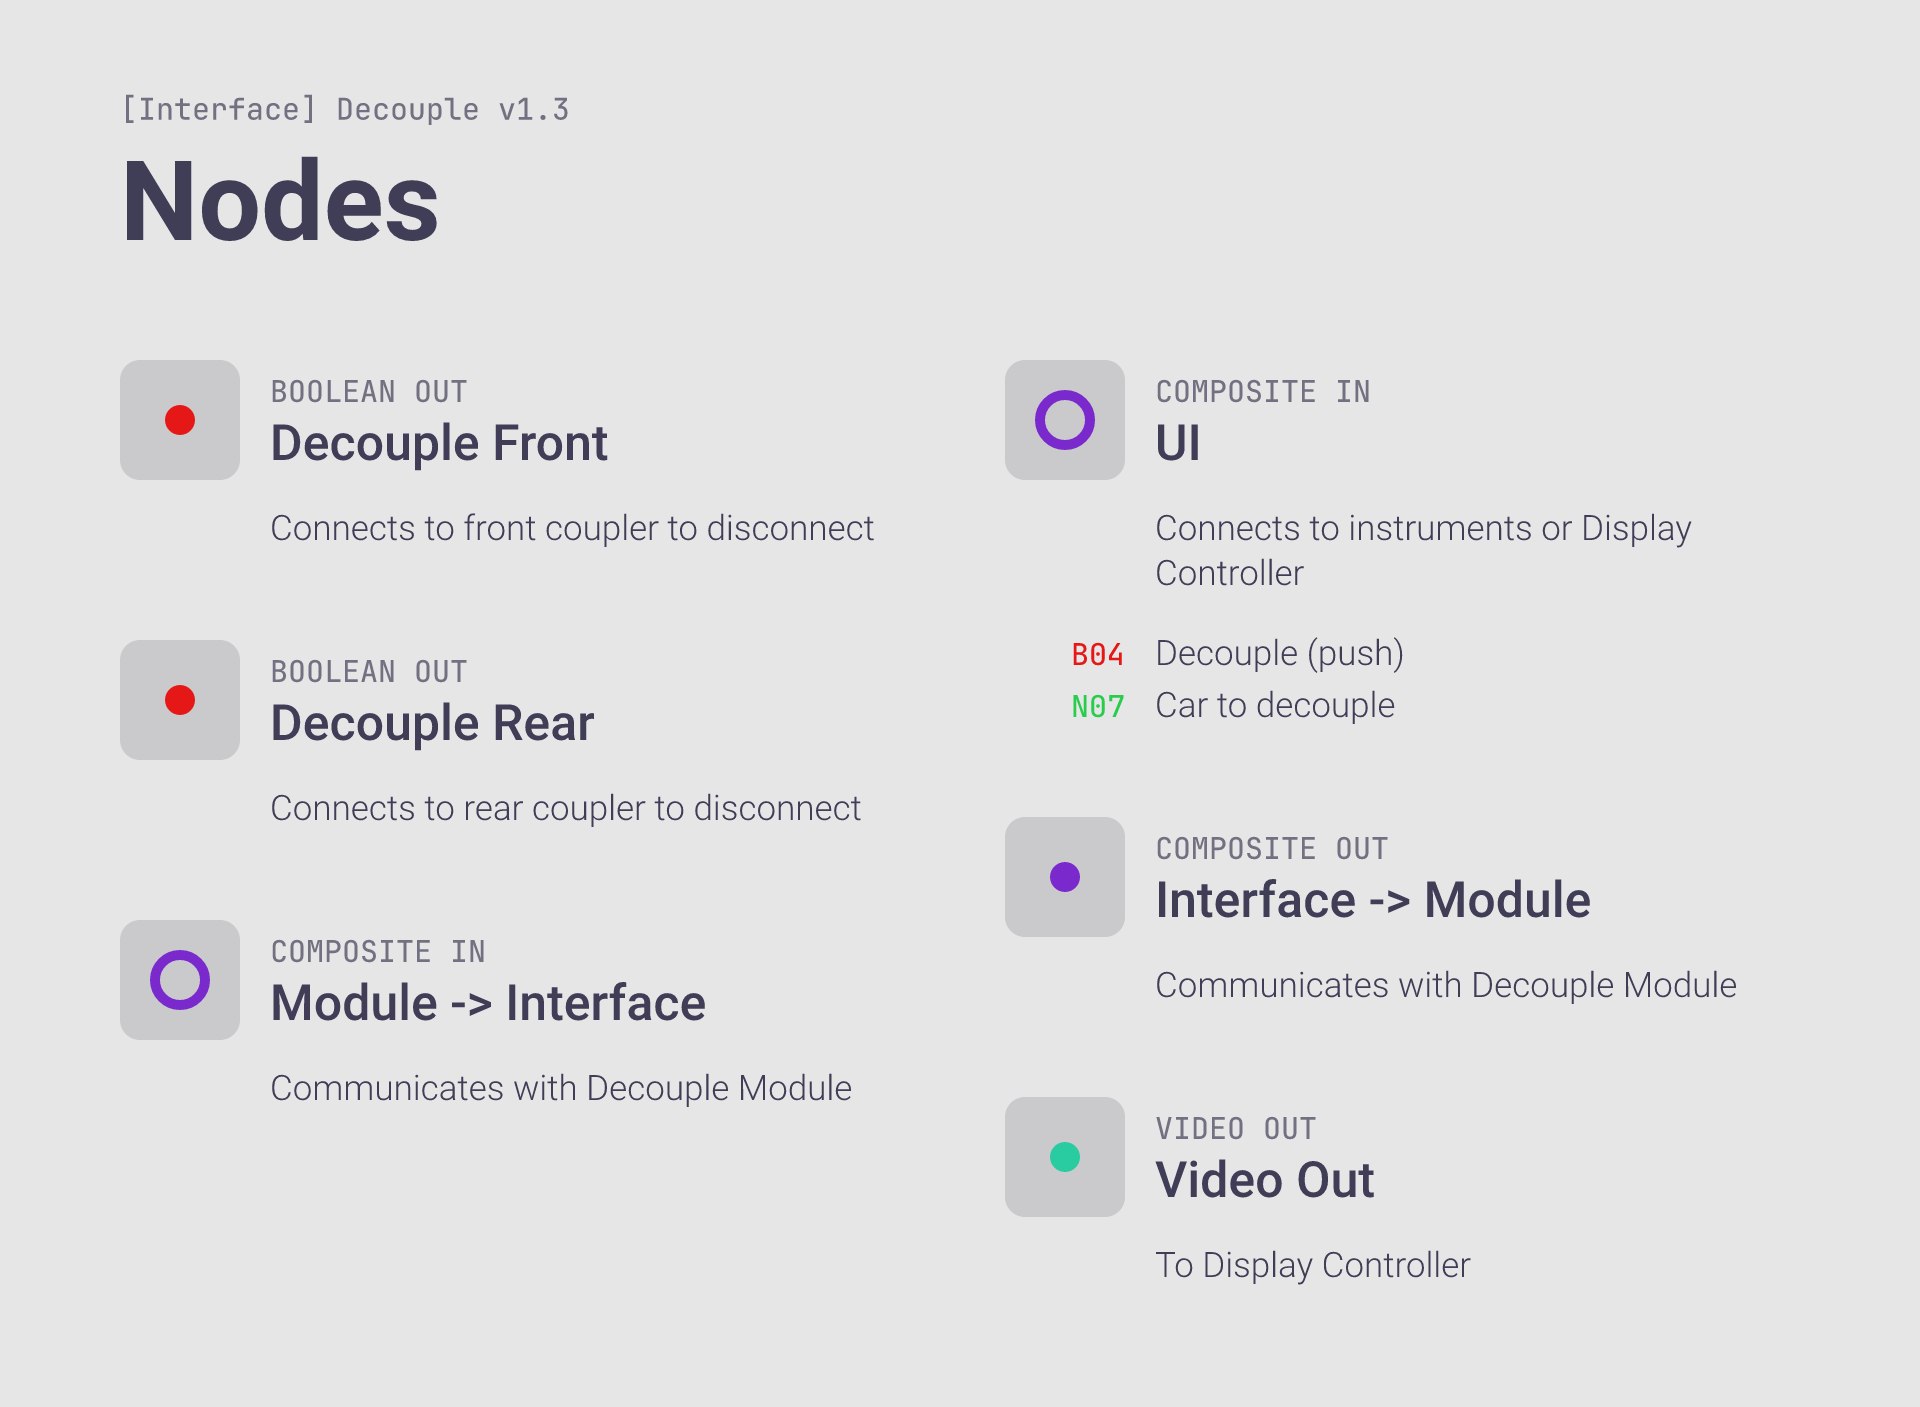 [Interface] Decouple v1.3
Nodes
BOOLEAN OUT
Decouple Front
Connects to front coupler to disconnect
BOOLEAN OUT
Decouple Rear
Connects to rear coupler to disconnect
COMPOSITE IN
Module -> Interface
Communicates with Decouple Module
COMPOSITE IN
UI
Connects to instruments or Display
Controller
B04 Decouple (push)
N07 Car to decouple
COMPOSITE OUT
Interface -> Module
Communicates with Decouple Module
VIDEO OUT
Video Out
To Display Controller